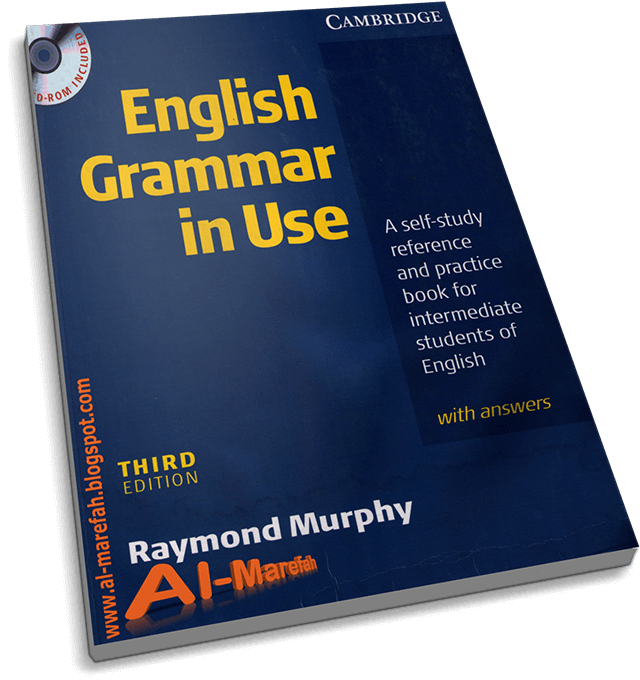 CAMBRIDGE
D-ROM INCLUDED
English
Grammar
in Use
A self-study
reference
and practice
book for
intermediate
students of
English
with answers
THIRD
EDITION
Raymond Murphy
Al-Marefah
www.al-marefah.blogspot.com